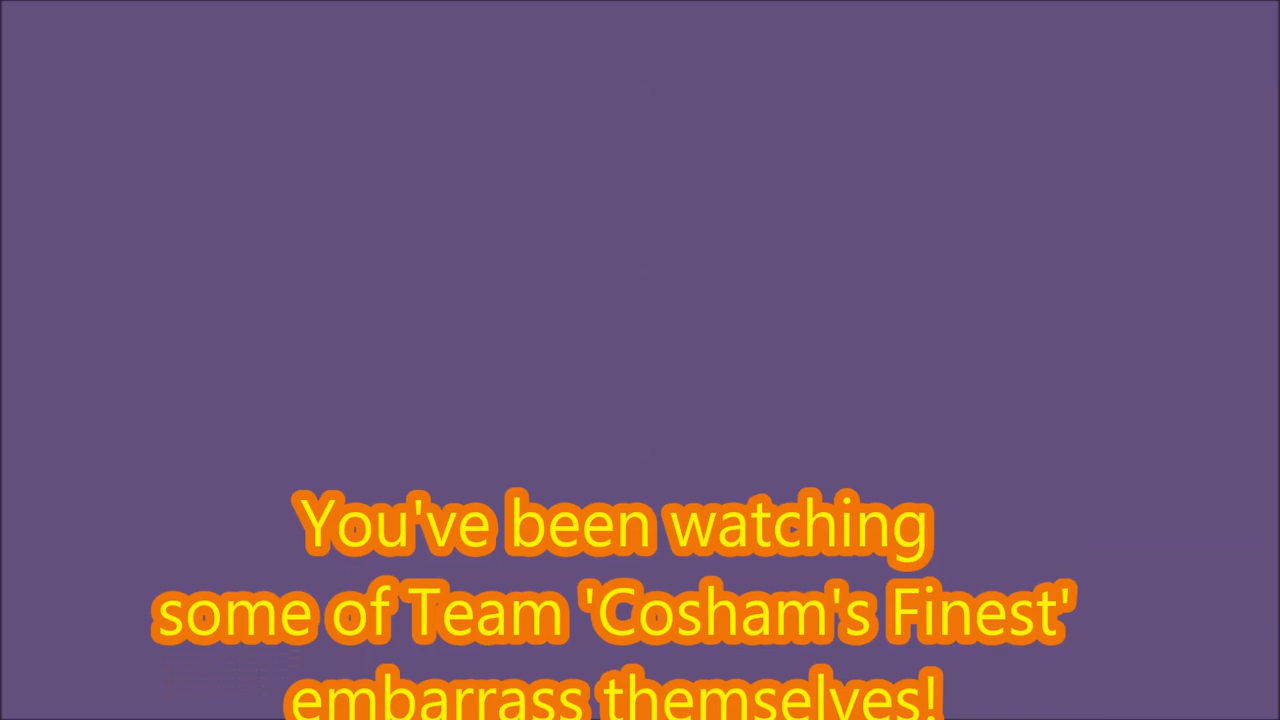 You've been watching
some of Team 'Cosham's Finest'
embarrass themselves!